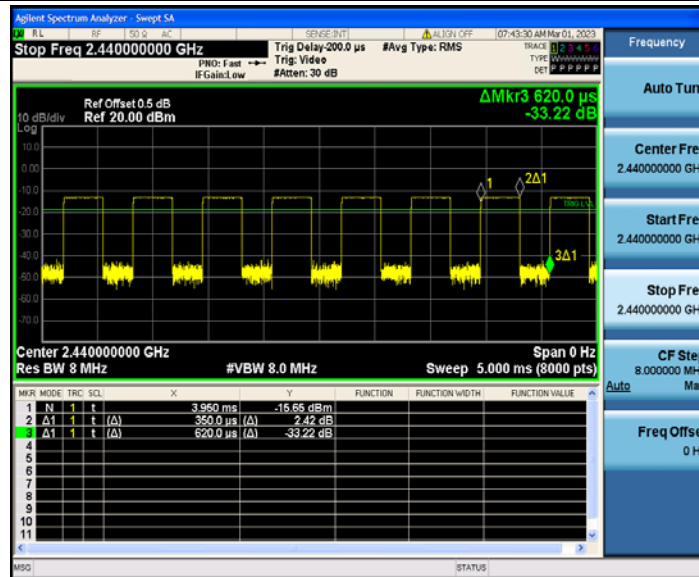 Agilent Spectrum Analyzer - Swept SA
RL RF 50 Ω AC SENSE:INT ALIGN OFF 07:43:30 AM Mar 01, 2023
Stop Freq 2.440000000 GHz
PNO: Fast
IFGain:Low
Trig Delay-200.0 µs
Trig: Video
#Atten: 30 dB
#Avg Type: RMS
TRACE 1 2 3 4 5 6
TYPE WWWWWW
DET P P P P P P
Frequency
Auto Tun
Center Fre
2.440000000 GH
Start Fre
2.440000000 GH
Stop Fre
2.440000000 GH
CF Ste
8.000000 MH
Auto Ma
Freq Offse
0 H
ΔMkr3 620.0 µs
-33.22 dB
Ref Offset 0.5 dB
10 dB/div Ref 20.00 dBm
Log
10.0
0.00
-10.0
-20.0
-30.0
-40.0
-50.0
-60.0
-70.0
1
2Δ1
TRIG LVL
3Δ1
Center 2.440000000 GHz Span 0 Hz
Res BW 8 MHz #VBW 8.0 MHz Sweep 5.000 ms (8000 pts)
MKR MODE TRC SCL X Y FUNCTION FUNCTION WIDTH FUNCTION VALUE
1 N 1 t 3.950 ms -15.65 dBm
2 Δ1 1 t (Δ) 350.0 µs (Δ) 2.42 dB
3 Δ1 1 t (Δ) 620.0 µs (Δ) -33.22 dB
4
5
6
7
8
9
10
11
MSG STATUS